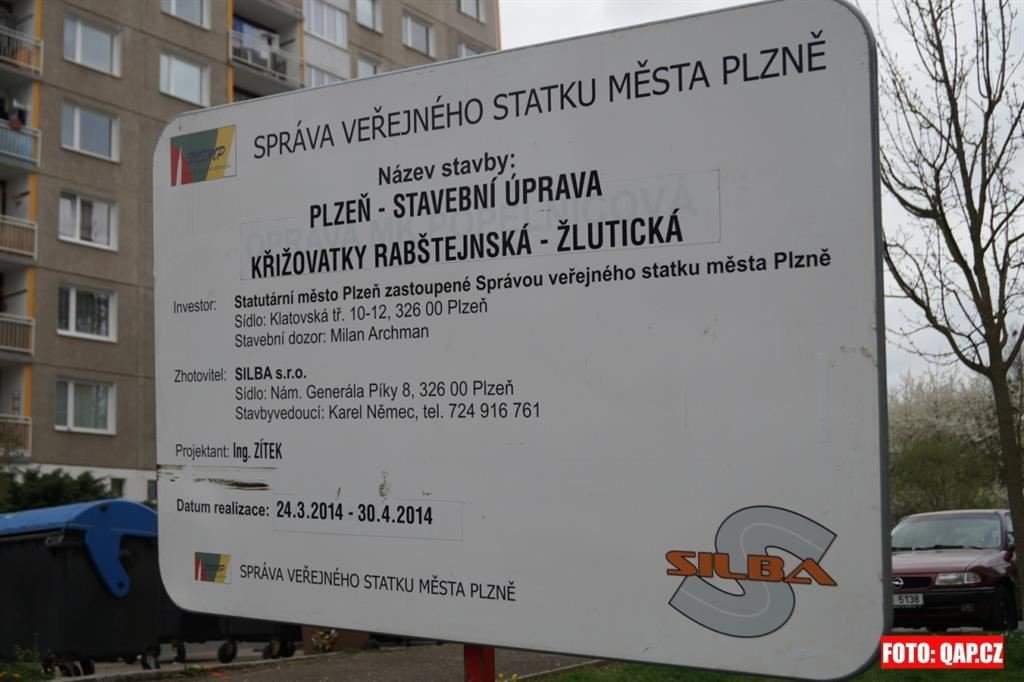 SPRÁVA VEŘEJNÉHO STATKU MĚSTA PLZNĚ
Název stavby:
PLZEŇ - STAVEBNÍ ÚPRAVA
KŘIŽOVATKY RABŠTEJNSKÁ - ŽLUTICKÁ
Investor: Statutární město Plzeň zastoupené Správou veřejného statku města Plzně
Sídlo: Klatovská tř. 10-12, 326 00 Plzeň
Stavební dozor: Milan Archman
Zhotovitel: SILBA s.r.o.
Sídlo: Nám. Generála Píky 8, 326 00 Plzeň
Stavbyvedoucí: Karel Němec, tel. 724 916 761
Projektant: Ing. ZÍTEK
Datum realizace: 24.3.2014 - 30.4.2014
SPRÁVA VEŘEJNÉHO STATKU MĚSTA PLZNĚ
SILBA
5138
FOTO: QAP.CZ